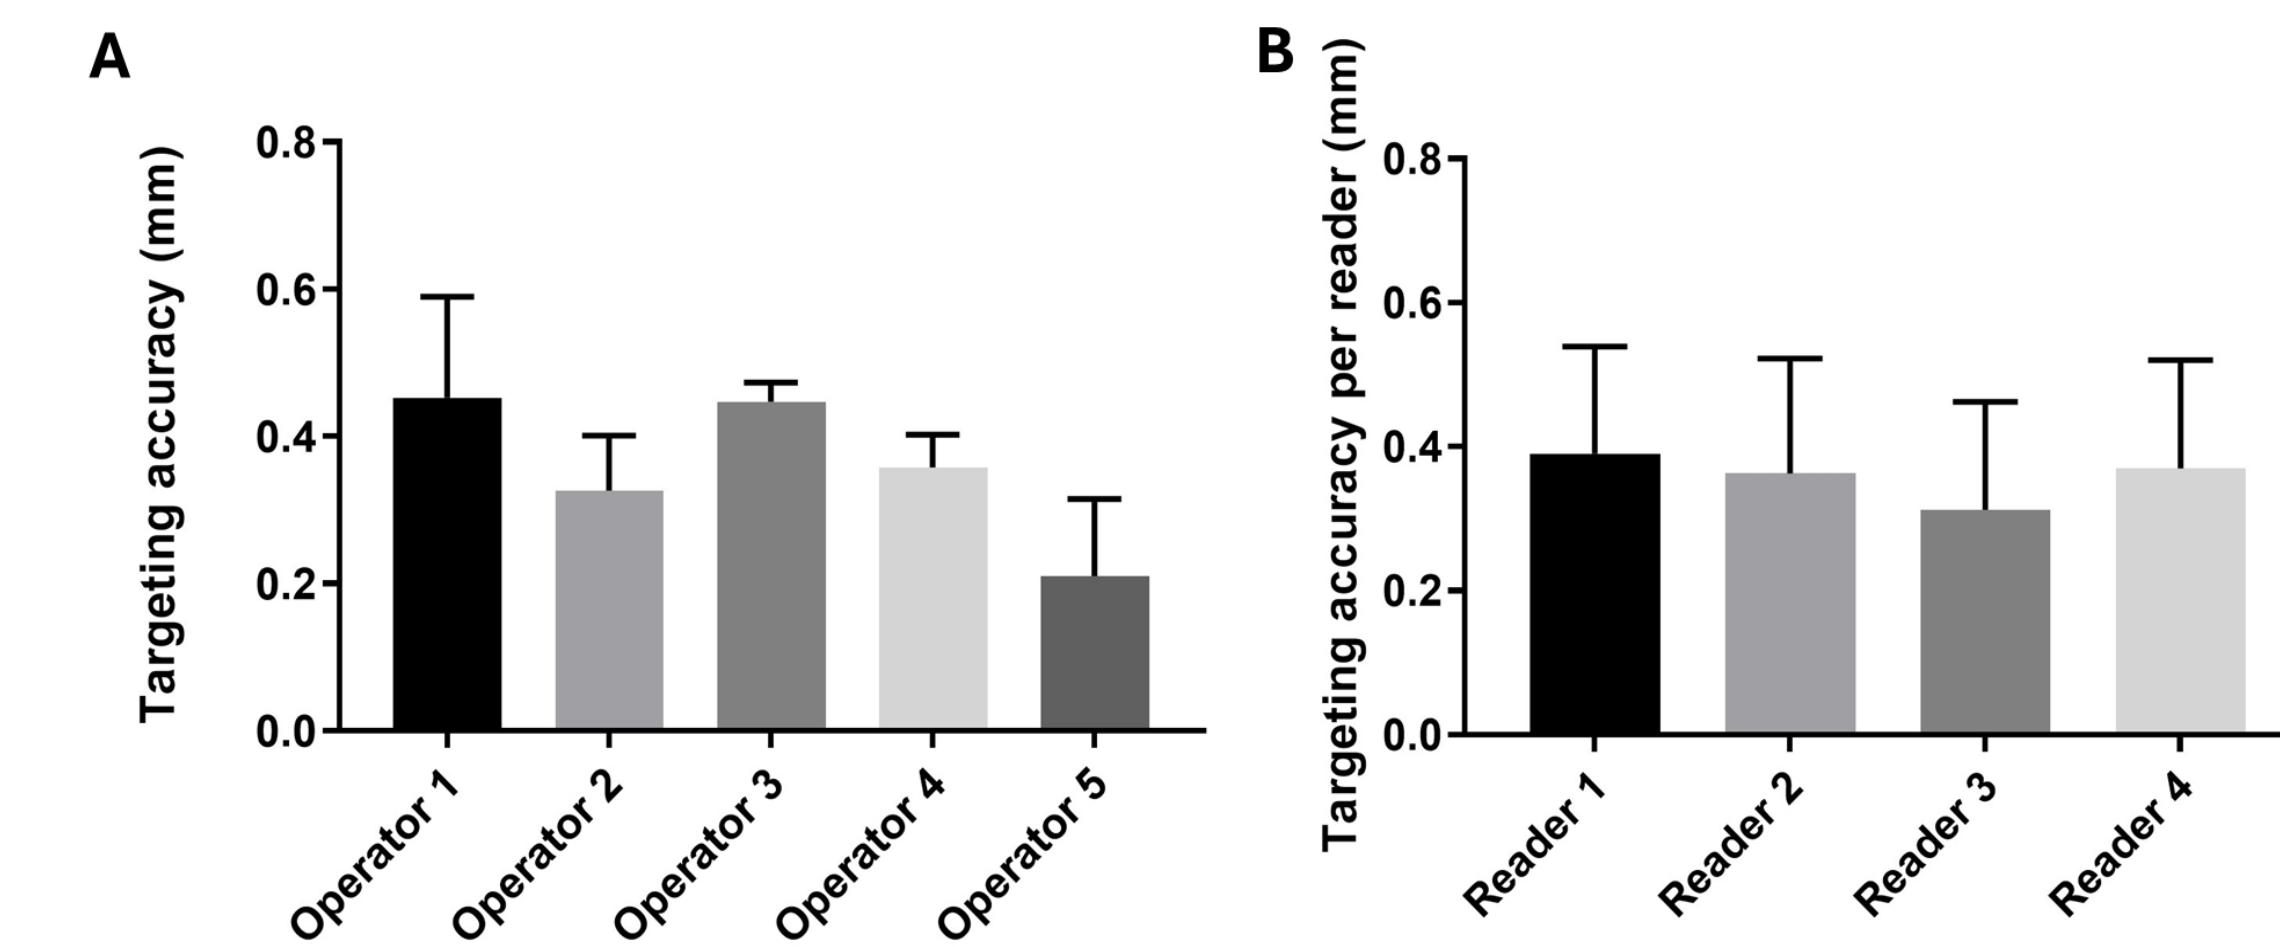 A
Targeting accuracy (mm)
0.8
0.6
0.4
0.2
0.0
Operator 1
Operator 2
Operator 3
Operator 4
Operator 5
B
Targeting accuracy per reader (mm)
0.8
0.6
0.4
0.2
0.0
Reader 1
Reader 2
Reader 3
Reader 4